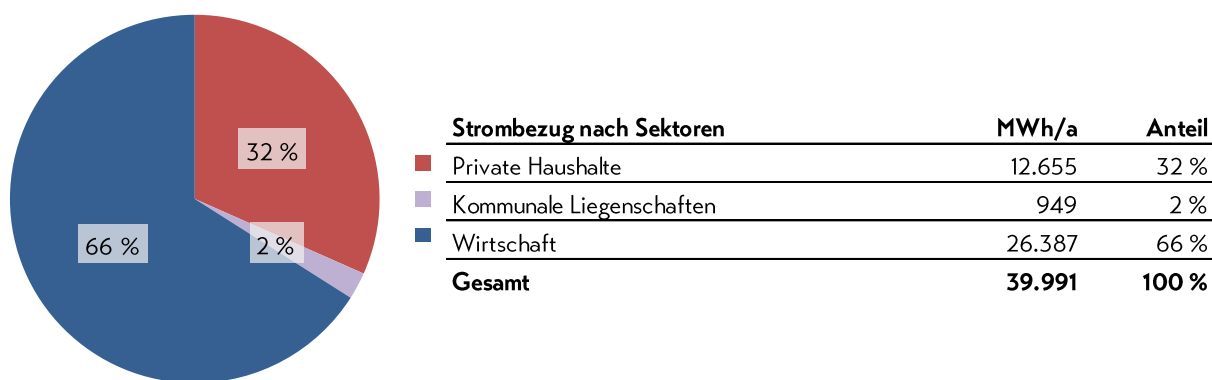 32 %
66 %
2 %
Strombezug nach Sektoren MWh/a Anteil
Private Haushalte 12.655 32 %
Kommunale Liegenschaften 949 2 %
Wirtschaft 26.387 66 %
Gesamt 39.991 100 %